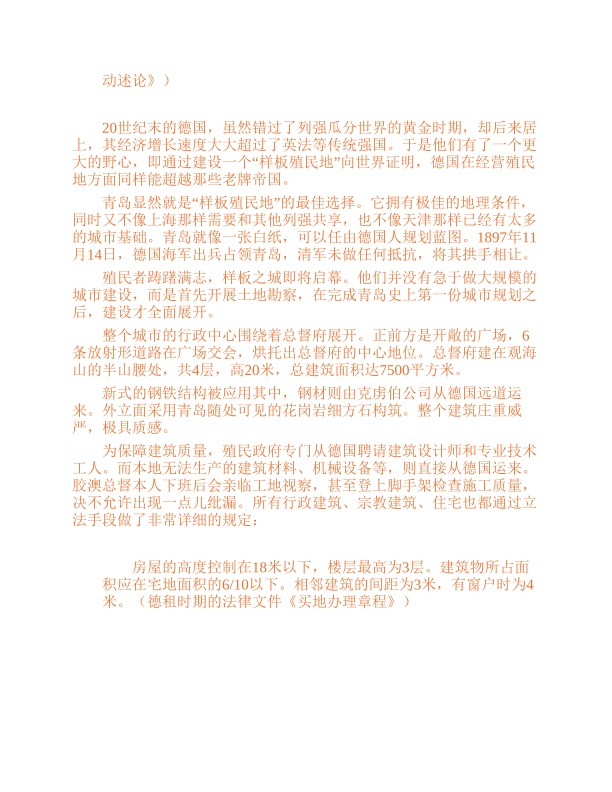 动述论》）
20世纪末的德国，虽然错过了列强瓜分世界的黄金时期，却后来居
上，其经济增长速度大大超过了英法等传统强国。于是他们有了一个更
大的野心，即通过建设一个“样板殖民地”向世界证明，德国在经营殖民
地方面同样能超越那些老牌帝国。
青岛显然就是“样板殖民地”的最佳选择。它拥有极佳的地理条件，
同时又不像上海那样需要和其他列强共享，也不像天津那样已经有太多
的城市基础。青岛就像一张白纸，可以任由德国人规划蓝图。1897年11
月14日，德国海军出兵占领青岛，清军未做任何抵抗，将其拱手相让。
殖民者踌躇满志，样板之城即将启幕。他们并没有急于做大规模的
城市建设，而是首先开展土地勘察，在完成青岛史上第一份城市规划之
后，建设才全面展开。
整个城市的行政中心围绕着总督府展开。正前方是开敞的广场，6
条放射形道路在广场交会，烘托出总督府的中心地位。总督府建在观海
山的半山腰处，共4层，高20米，总建筑面积达7500平方米。
新式的钢铁结构被应用其中，钢材则由克虏伯公司从德国远道运
来。外立面采用青岛随处可见的花岗岩细方石构筑。整个建筑庄重威
严，极具质感。
为保障建筑质量，殖民政府专门从德国聘请建筑设计师和专业技术
工人。而本地无法生产的建筑材料、机械设备等，则直接从德国运来。
胶澳总督本人下班后会亲临工地视察，甚至登上脚手架检查施工质量，
决不允许出现一点儿纰漏。所有行政建筑、宗教建筑、住宅也都通过立
法手段做了非常详细的规定：
房屋的高度控制在18米以下，楼层最高为3层。建筑物所占面
积应在宅地面积的6/10以下。相邻建筑的间距为3米，有窗户时为4
米。（德租时期的法律文件《买地办理章程》）